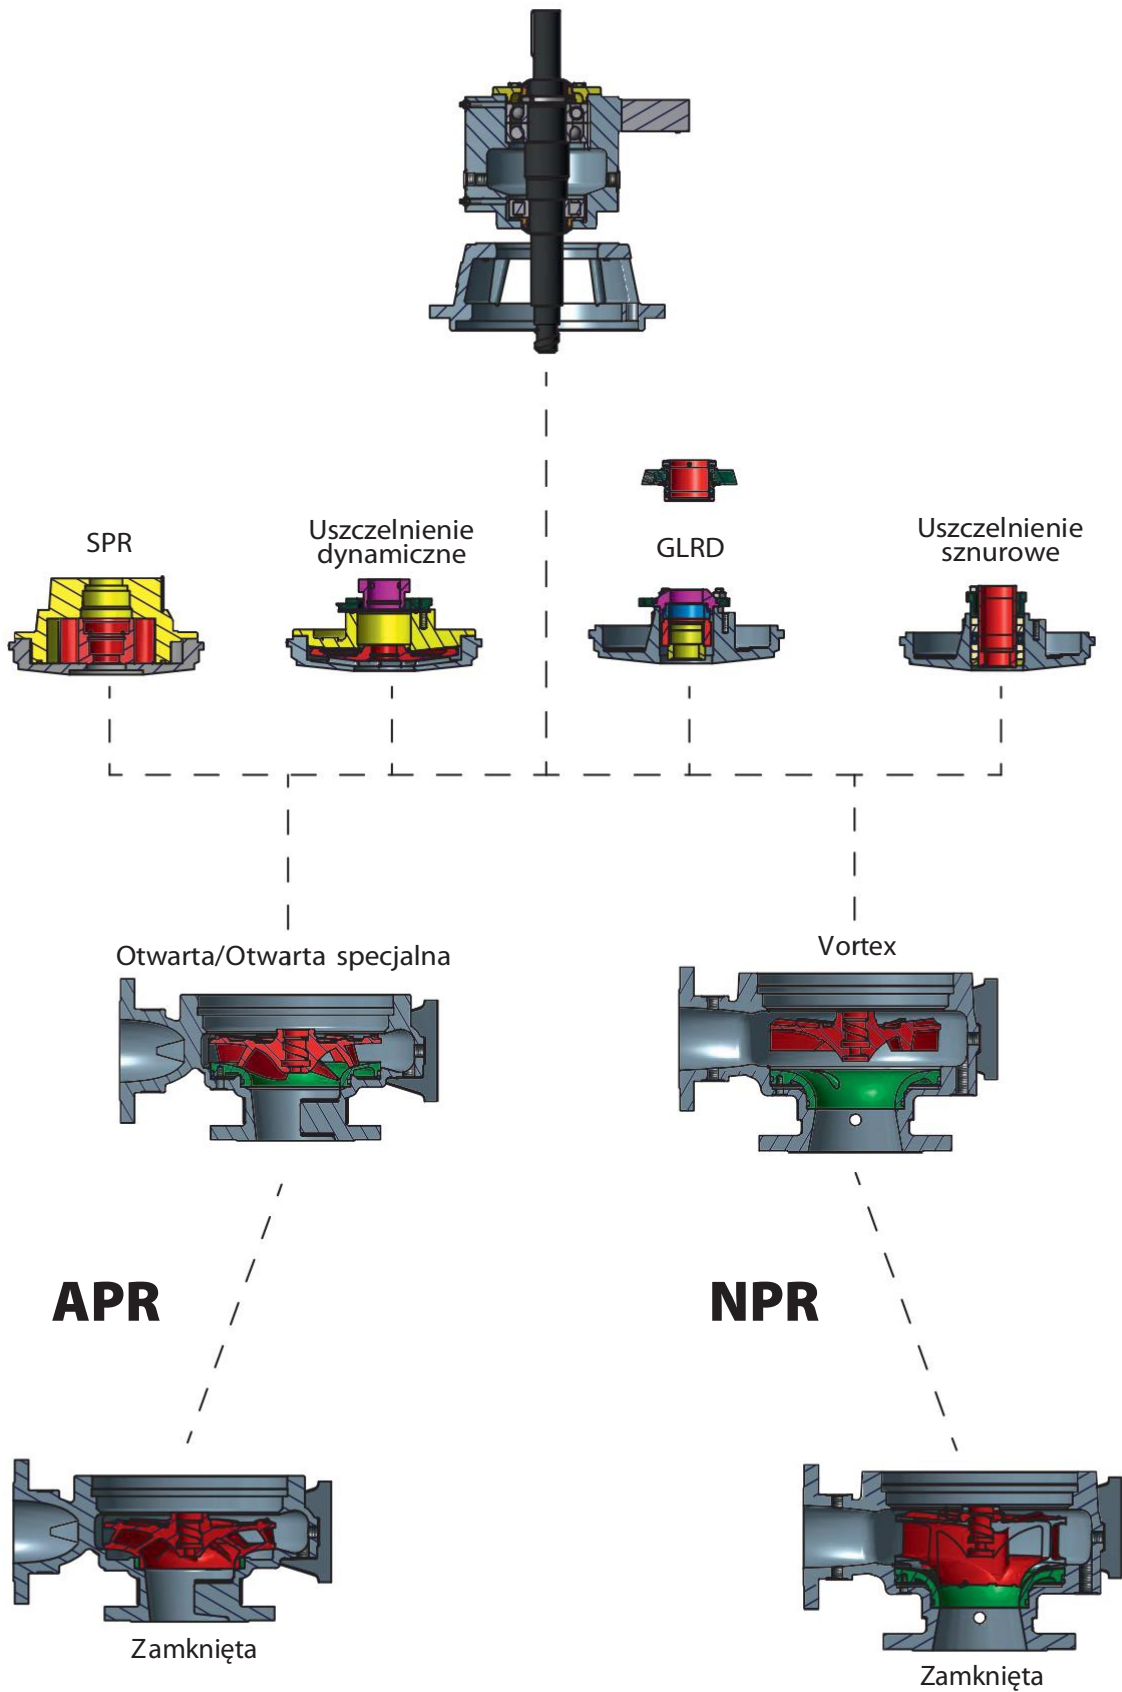 SPR
Uszczelnienie
dynamiczne
GLRD
Uszczelnienie
sznurowe
Otwarta/Otwarta specjalna
Vortex
APR
NPR
Zamknięta
Zamknięta